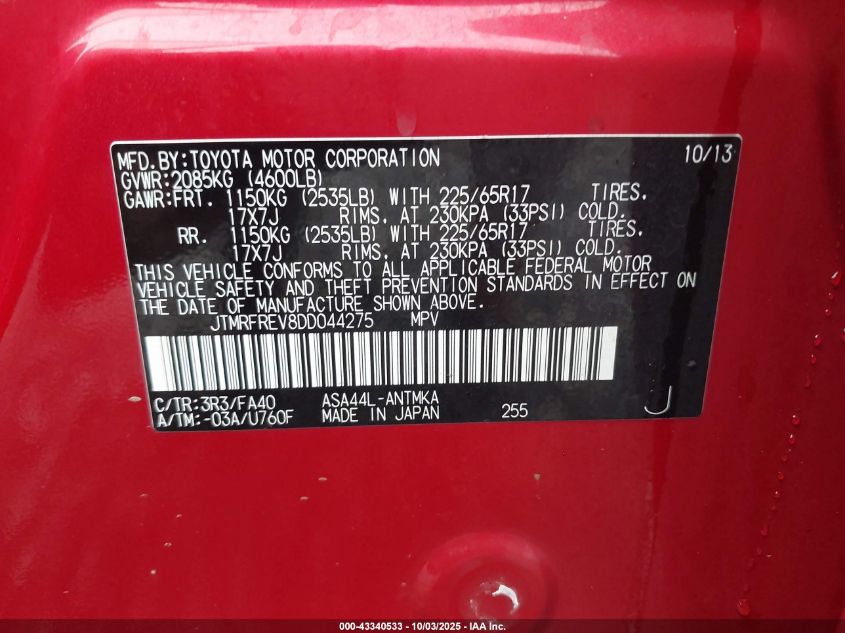 MFD.BY:TOYOTA MOTOR CORPORATION 10/13
GVWR:2085KG (4600LB)
GAWR:FRT. 1150KG (2535LB) WITH 225/65R17 TIRES.
17X7J RIMS. AT 230KPA (33PSI) COLD.
RR. 1150KG (2535LB) WITH 225/65R17 TIRES.
17X7J RIMS. AT 230KPA (33PSI) COLD.
THIS VEHICLE CONFORMS TO ALL APPLICABLE FEDERAL MOTOR
VEHICLE SAFETY AND THEFT PREVENTION STANDARDS IN EFFECT ON
THE DATE OF MANUFACTURE SHOWN ABOVE.
JTMRFREV8DD044275 MPV
C/TR:3R3/FA40 ASA44L-ANTMKA
A/TM:-03A/U760F MADE IN JAPAN 255 J
000-43340533 - 10/03/2025 - IAA Inc.